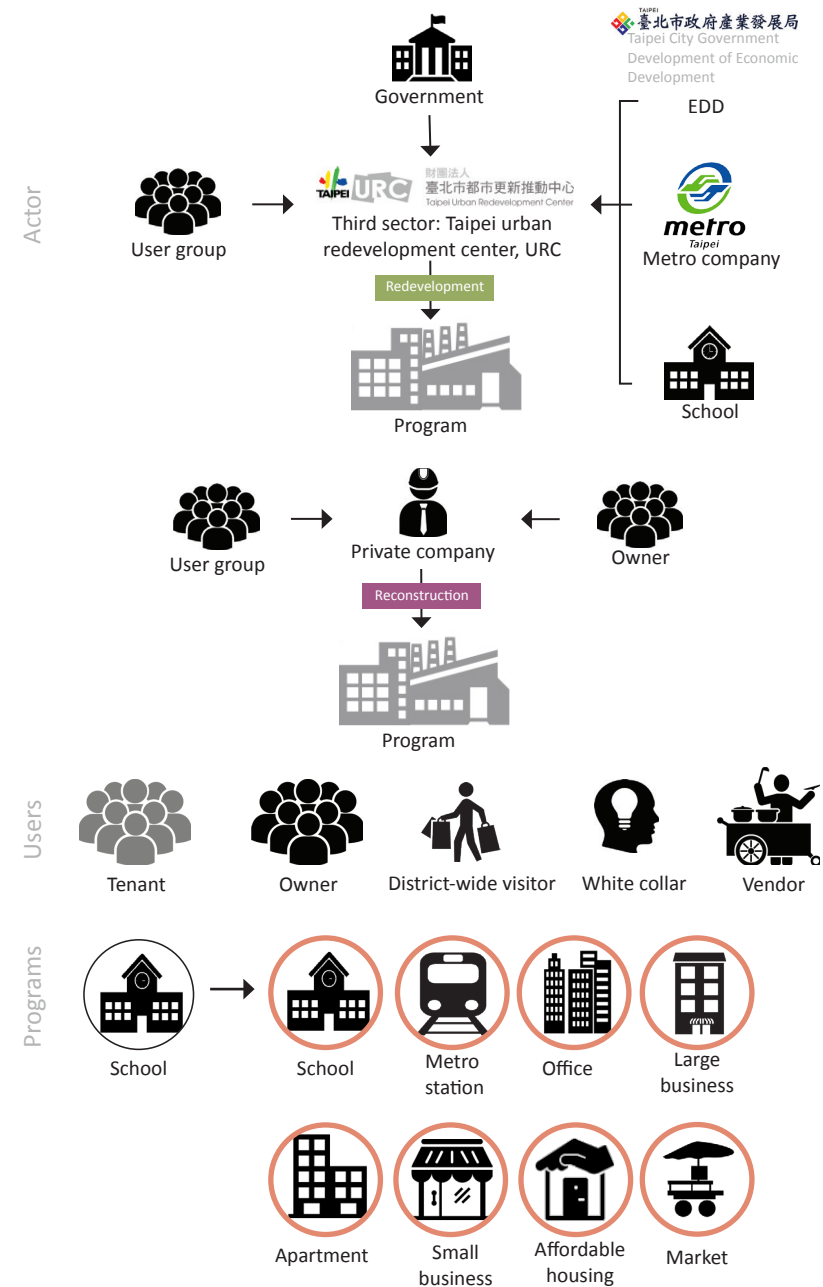 TAIPEI
臺北市政府產業發展局
Taipei City Government
Development of Economic
Development
Government
EDD
Actor
TAIPEI
URC
財團法人
臺北市都市更新推動中心
Taipei Urban Redevelopment Center
User group
Third sector: Taipei urban
redevelopment center, URC
metro
Taipei
Metro company
Redevelopment
Program
School
User group
Private company
Owner
Reconstruction
Program
Users
Tenant
Owner
District-wide visitor
White collar
Vendor
Programs
School
School
Metro
station
Office
Large
business
Apartment
Small
business
Affordable
housing
Market